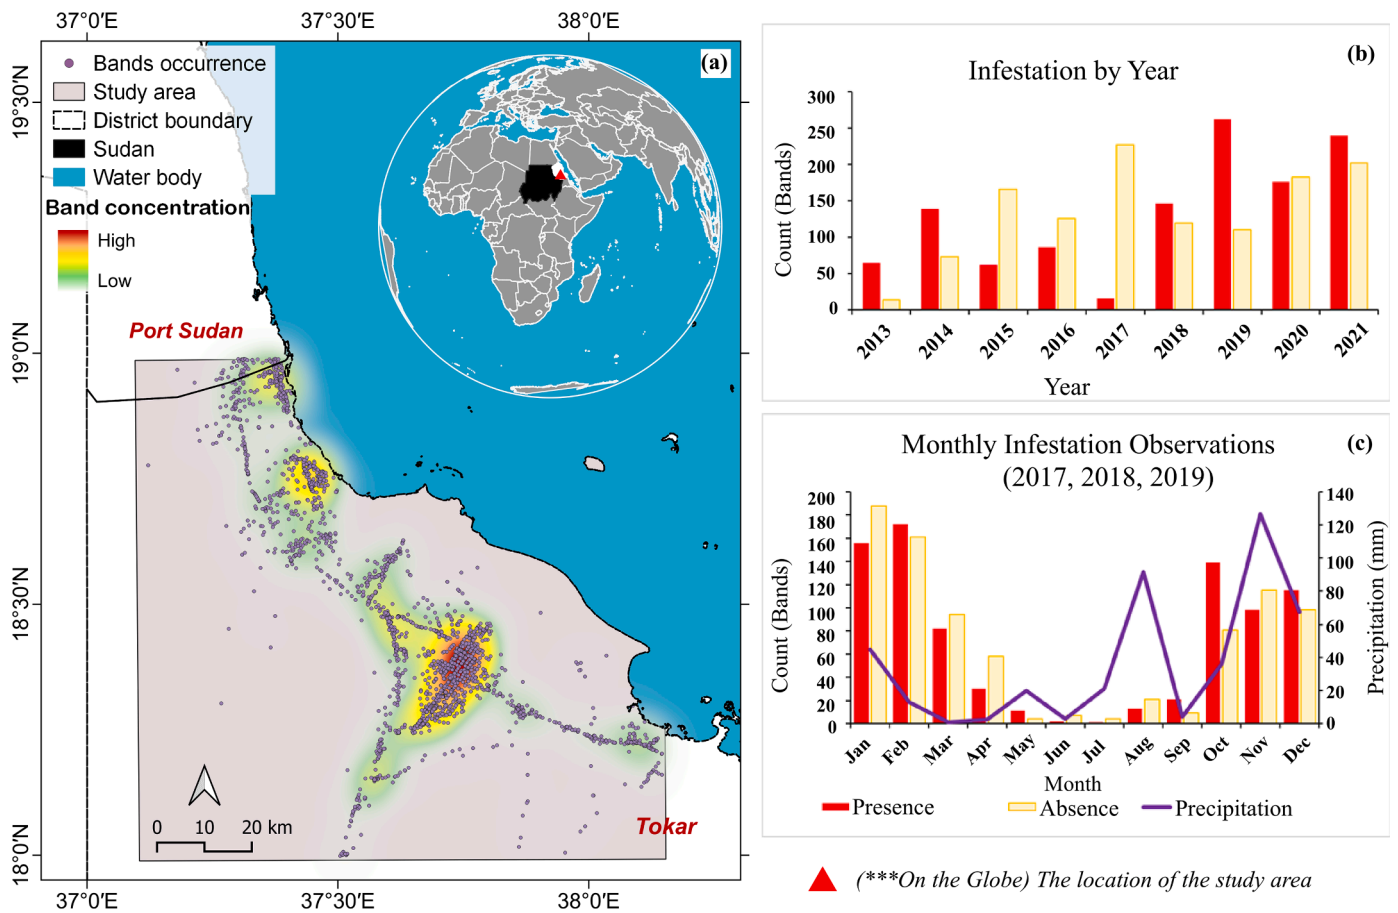 37°0′E
37°30′E
38°0′E
19°30′N
19°0′N
18°30′N
18°0′N
Bands occurrence
Study area
District boundary
Sudan
Water body
Band concentration
High
Low
(a)
Port Sudan
Tokar
0 10 20 km
37°0′E
37°30′E
38°0′E
(b)
Infestation by Year
Count (Bands)
300
250
200
150
100
50
0
2013
2014
2015
2016
2017
2018
2019
2020
2021
Year
(c)
Monthly Infestation Observations
(2017, 2018, 2019)
Count (Bands)
200
180
160
140
120
100
80
60
40
20
0
Precipitation (mm)
140
120
100
80
60
40
20
0
Jan
Feb
Mar
Apr
May
Jun
Jul
Aug
Sep
Oct
Nov
Dec
Month
Presence
Absence
Precipitation
(***On the Globe) The location of the study area